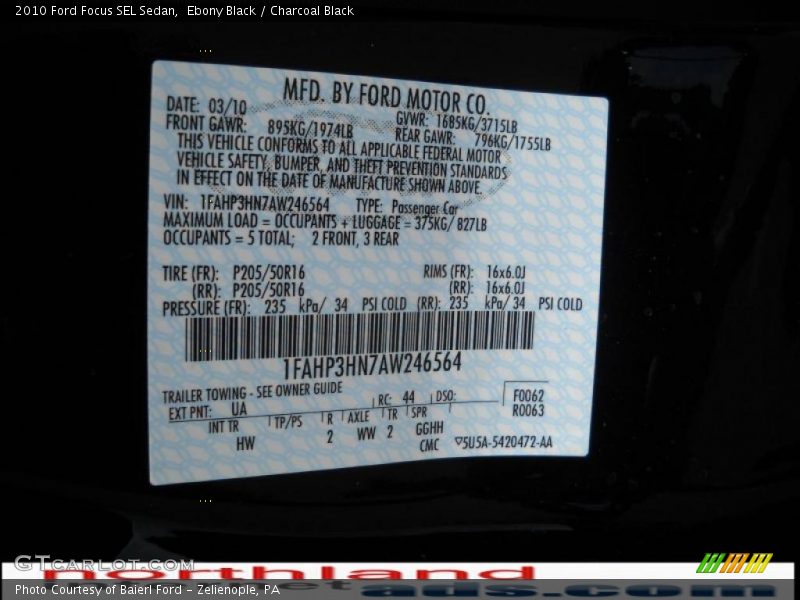 2010 Ford Focus SEL Sedan,  Ebony Black / Charcoal Black
MFD. BY FORD MOTOR CO.
DATE: 03/10 GVWR: 1685KG/3715LB
FRONT GAWR: 895KG/1974LB REAR GAWR: 796KG/1755LB
THIS VEHICLE CONFORMS TO ALL APPLICABLE FEDERAL MOTOR
VEHICLE SAFETY, BUMPER, AND THEFT PREVENTION STANDARDS
IN EFFECT ON THE DATE OF MANUFACTURE SHOWN ABOVE.
VIN: 1FAHP3HN7AW246564 TYPE: Passenger Car
MAXIMUM LOAD = OCCUPANTS + LUGGAGE = 375KG/ 827LB
OCCUPANTS = 5 TOTAL; 2 FRONT, 3 REAR
TIRE (FR): P205/50R16 RIMS (FR): 16x6.0J
(RR): P205/50R16 (RR): 16x6.0J
PRESSURE (FR): 235 kPa/ 34 PSI COLD (RR): 235 kPa/ 34 PSI COLD
1FAHP3HN7AW246564
TRAILER TOWING - SEE OWNER GUIDE
EXT PNT: UA RC: 44 DSO: F0062
R0063
INT TR TP/PS R AXLE TR SPR
HW 2 WW 2 GGHH
CMC ▽5U5A-5420472-AA
GTCarLot.com
northland
ads.com
Photo Courtesy of Baierl Ford - Zelienople, PA